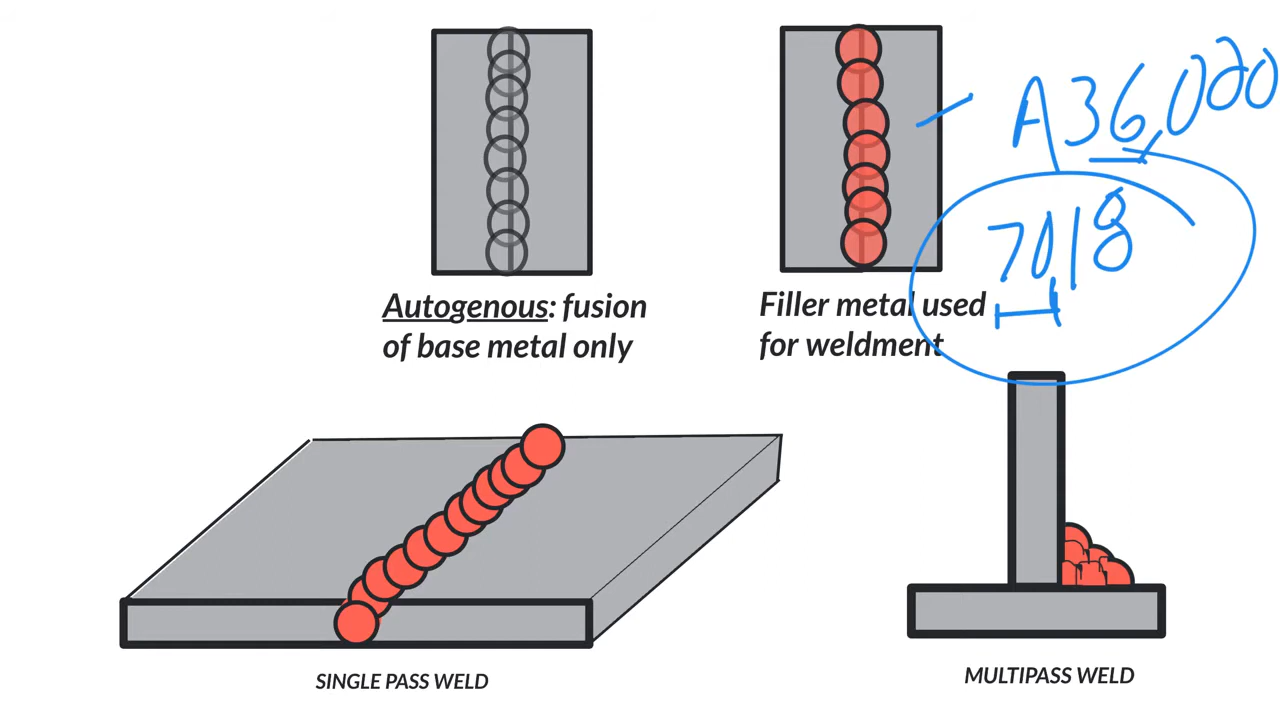 A36,000
7018
Autogenous: fusion
of base metal only
Filler metal used
for weldment
SINGLE PASS WELD
MULTIPASS WELD